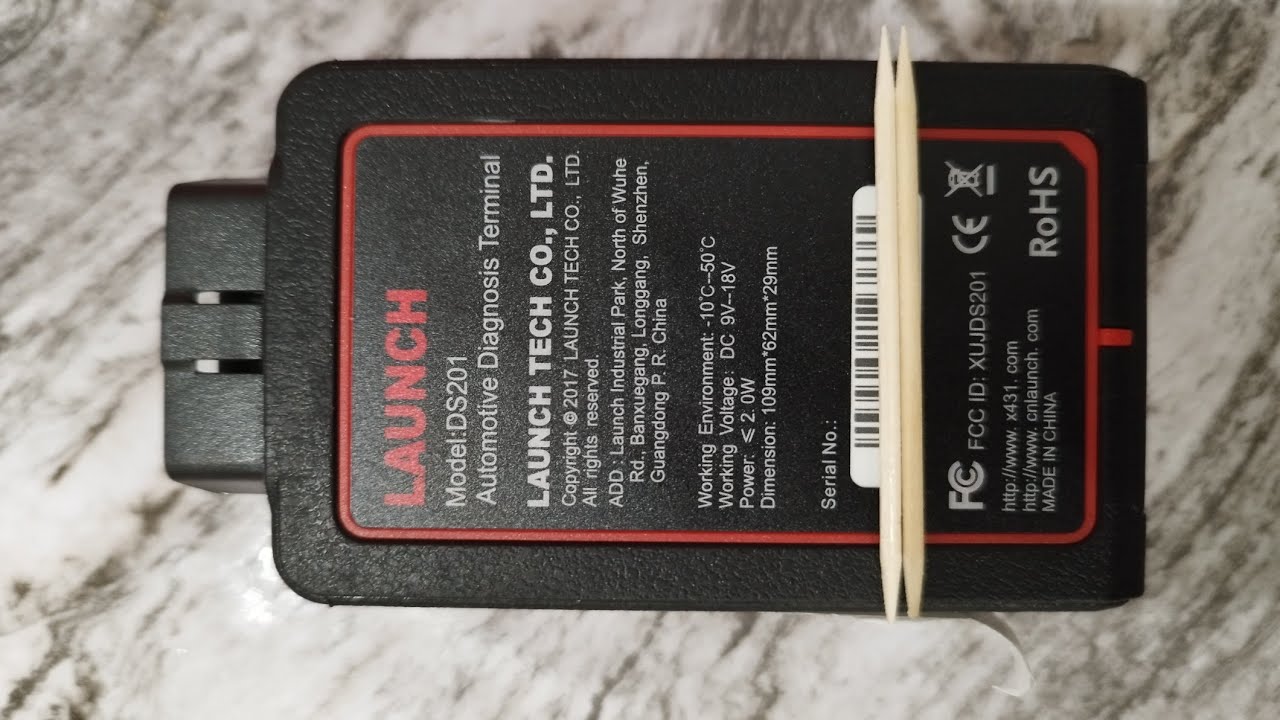 LAUNCH
Model:DS201
Automotive Diagnosis Terminal
LAUNCH TECH CO., LTD.
Copyright © 2017 LAUNCH TECH CO., LTD.
All rights reserved.
ADD : Launch Industrial Park, North of Wuhe
Rd., Banxuegang, Longgang, Shenzhen,
Guangdong P. R. China
Working Environment: -10℃–50℃
Working Voltage: DC 9V–18V
Power: ≤ 2. 0W
Dimension: 109mm*62mm*29mm
Serial No.:
FC FCC ID: XUJDS201 CE
http://www. x431. com
http://www. cnlaunch. com
MADE IN CHINA
RoHS